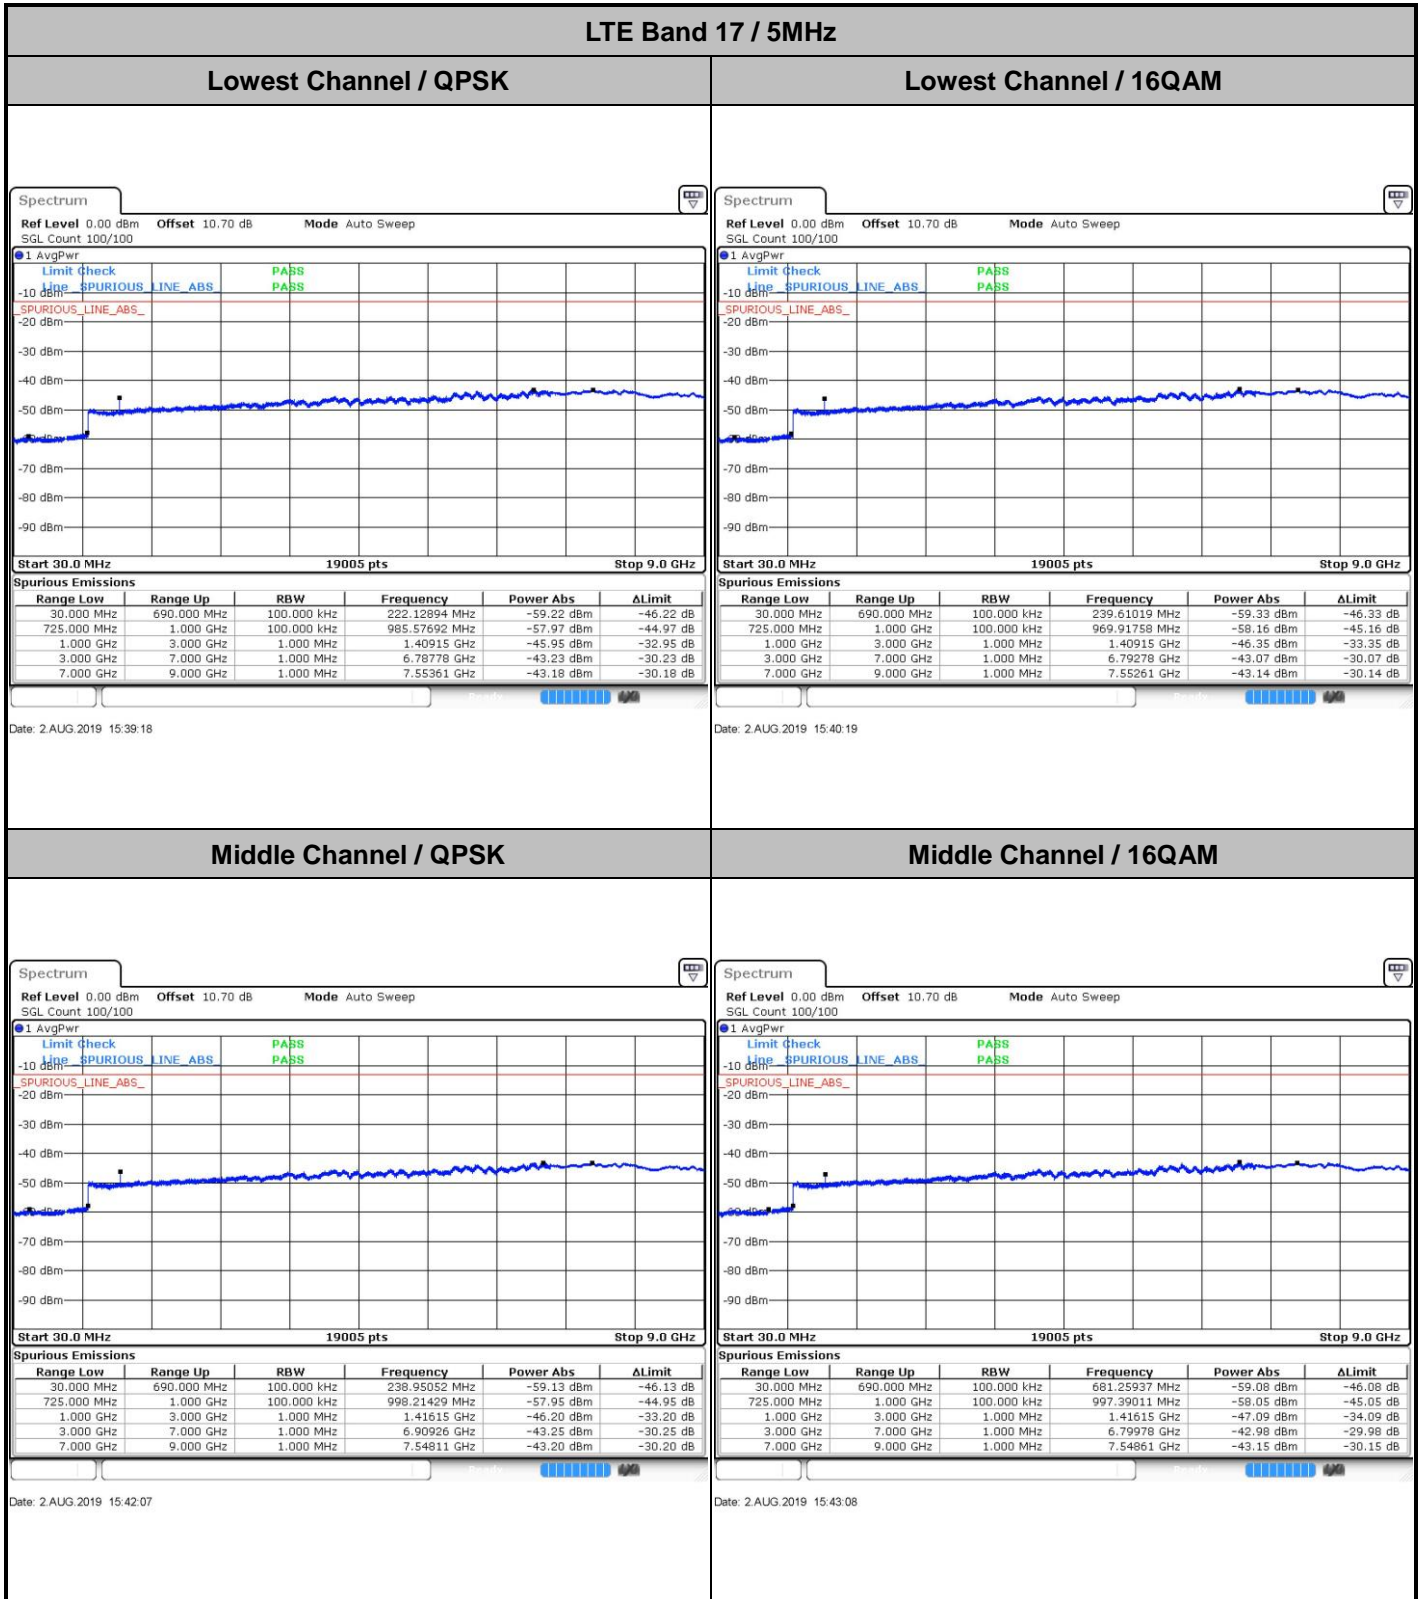 LTE Band 17 / 5MHz
Lowest Channel / QPSK
Lowest Channel / 16QAM
Spectrum
Ref Level 0.00 dBm Offset 10.70 dB Mode Auto Sweep
SGL Count 100/100
1 AvgPwr
Limit Check PASS
Line _SPURIOUS_LINE_ABS_ PASS
-10 dBm
_SPURIOUS_LINE_ABS_
-20 dBm
-30 dBm
-40 dBm
-50 dBm
-70 dBm
-80 dBm
-90 dBm
Start 30.0 MHz 19005 pts Stop 9.0 GHz
Spurious Emissions
Range Low Range Up RBW Frequency Power Abs ΔLimit
30.000 MHz 690.000 MHz 100.000 kHz 222.12894 MHz -59.22 dBm -46.22 dB
725.000 MHz 1.000 GHz 100.000 kHz 985.57692 MHz -57.97 dBm -44.97 dB
1.000 GHz 3.000 GHz 1.000 MHz 1.40915 GHz -45.95 dBm -32.95 dB
3.000 GHz 7.000 GHz 1.000 MHz 6.78778 GHz -43.23 dBm -30.23 dB
7.000 GHz 9.000 GHz 1.000 MHz 7.55361 GHz -43.18 dBm -30.18 dB
Date: 2.AUG.2019 15:39:18
Spectrum
Ref Level 0.00 dBm Offset 10.70 dB Mode Auto Sweep
SGL Count 100/100
1 AvgPwr
Limit Check PASS
Line _SPURIOUS_LINE_ABS_ PASS
-10 dBm
_SPURIOUS_LINE_ABS_
-20 dBm
-30 dBm
-40 dBm
-50 dBm
-70 dBm
-80 dBm
-90 dBm
Start 30.0 MHz 19005 pts Stop 9.0 GHz
Spurious Emissions
Range Low Range Up RBW Frequency Power Abs ΔLimit
30.000 MHz 690.000 MHz 100.000 kHz 239.61019 MHz -59.33 dBm -46.33 dB
725.000 MHz 1.000 GHz 100.000 kHz 969.91758 MHz -58.16 dBm -45.16 dB
1.000 GHz 3.000 GHz 1.000 MHz 1.40915 GHz -46.35 dBm -33.35 dB
3.000 GHz 7.000 GHz 1.000 MHz 6.79278 GHz -43.07 dBm -30.07 dB
7.000 GHz 9.000 GHz 1.000 MHz 7.55261 GHz -43.14 dBm -30.14 dB
Date: 2.AUG.2019 15:40:19
Middle Channel / QPSK
Middle Channel / 16QAM
Spectrum
Ref Level 0.00 dBm Offset 10.70 dB Mode Auto Sweep
SGL Count 100/100
1 AvgPwr
Limit Check PASS
Line _SPURIOUS_LINE_ABS_ PASS
-10 dBm
_SPURIOUS_LINE_ABS_
-20 dBm
-30 dBm
-40 dBm
-50 dBm
-70 dBm
-80 dBm
-90 dBm
Start 30.0 MHz 19005 pts Stop 9.0 GHz
Spurious Emissions
Range Low Range Up RBW Frequency Power Abs ΔLimit
30.000 MHz 690.000 MHz 100.000 kHz 238.95052 MHz -59.13 dBm -46.13 dB
725.000 MHz 1.000 GHz 100.000 kHz 998.21429 MHz -57.95 dBm -44.95 dB
1.000 GHz 3.000 GHz 1.000 MHz 1.41615 GHz -46.20 dBm -33.20 dB
3.000 GHz 7.000 GHz 1.000 MHz 6.90926 GHz -43.25 dBm -30.25 dB
7.000 GHz 9.000 GHz 1.000 MHz 7.54811 GHz -43.20 dBm -30.20 dB
Date: 2.AUG.2019 15:42:07
Spectrum
Ref Level 0.00 dBm Offset 10.70 dB Mode Auto Sweep
SGL Count 100/100
1 AvgPwr
Limit Check PASS
Line _SPURIOUS_LINE_ABS_ PASS
-10 dBm
_SPURIOUS_LINE_ABS_
-20 dBm
-30 dBm
-40 dBm
-50 dBm
-70 dBm
-80 dBm
-90 dBm
Start 30.0 MHz 19005 pts Stop 9.0 GHz
Spurious Emissions
Range Low Range Up RBW Frequency Power Abs ΔLimit
30.000 MHz 690.000 MHz 100.000 kHz 681.25937 MHz -59.08 dBm -46.08 dB
725.000 MHz 1.000 GHz 100.000 kHz 997.39011 MHz -58.05 dBm -45.05 dB
1.000 GHz 3.000 GHz 1.000 MHz 1.41615 GHz -47.09 dBm -34.09 dB
3.000 GHz 7.000 GHz 1.000 MHz 6.79978 GHz -42.98 dBm -29.98 dB
7.000 GHz 9.000 GHz 1.000 MHz 7.54861 GHz -43.15 dBm -30.15 dB
Date: 2.AUG.2019 15:43:08